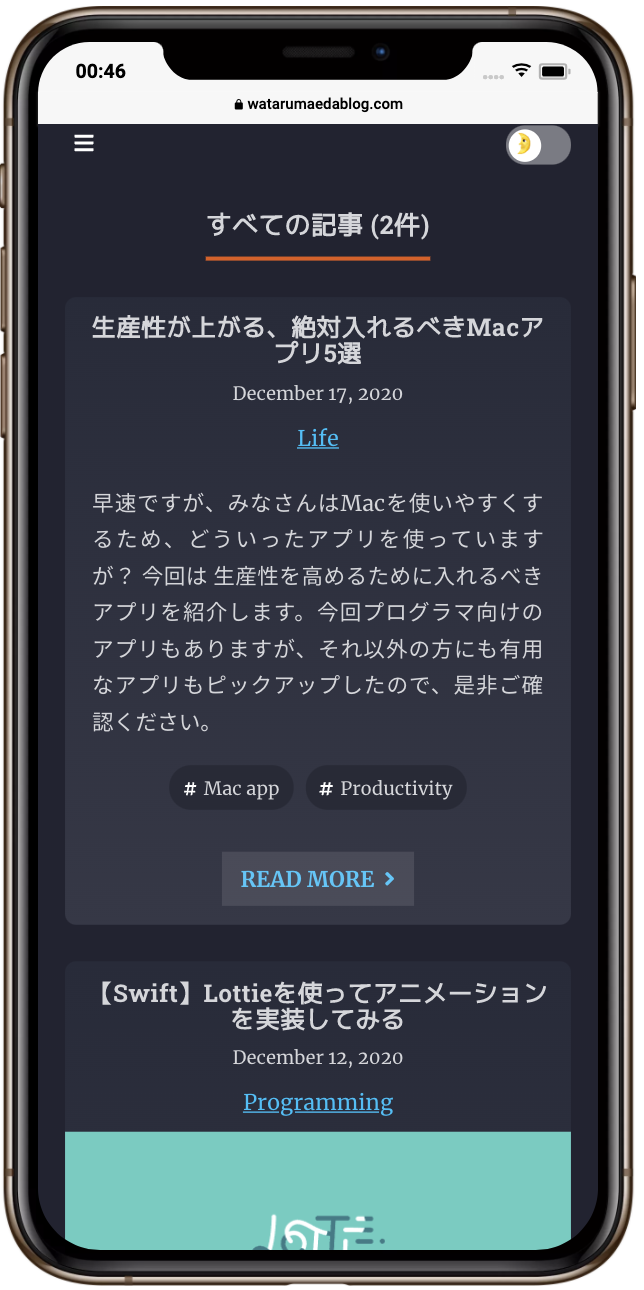 00:46
watarumaedablog.com
すべての記事 (2件)
生産性が上がる、絶対入れるべきMacア
プリ5選
December 17, 2020
Life
早速ですが、みなさんはMacを使いやすくす
るため、どういったアプリを使っています
が？ 今回は 生産性を高めるために入れるべき
アプリを紹介します。今回プログラマ向けの
アプリもありますが、それ以外の方にも有用
なアプリもピックアップしたので、是非ご確
認ください。
# Mac app
# Productivity
READ MORE
【Swift】Lottieを使ってアニメーション
を実装してみる
December 12, 2020
Programming